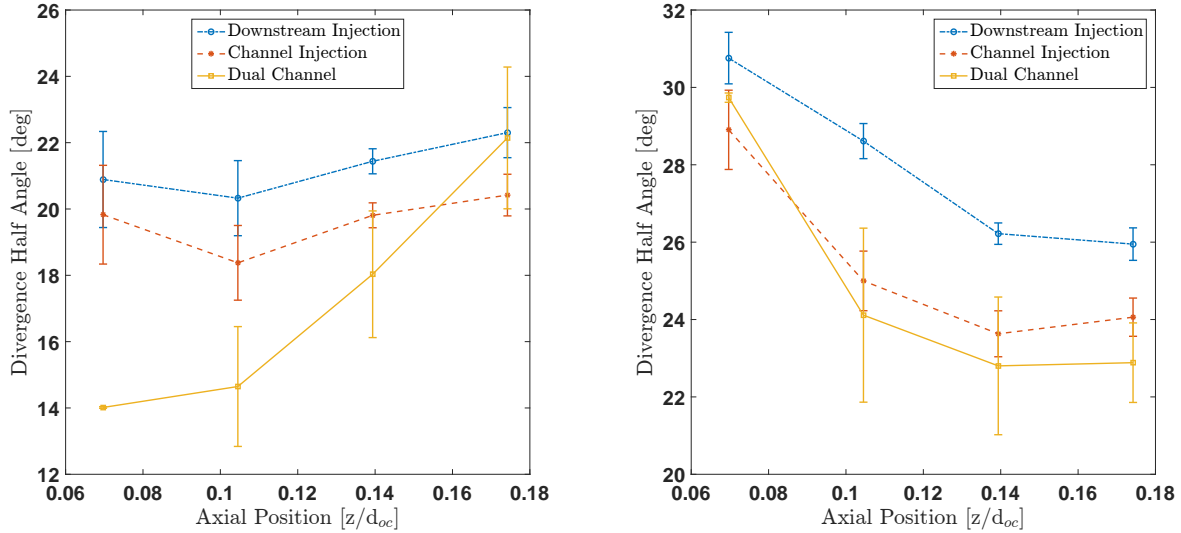 26
24
22
20
18
16
14
12
0.06 0.08 0.1 0.12 0.14 0.16 0.18
Divergence Half Angle [deg]
Axial Position [z/d_oc]
Downstream Injection
Channel Injection
Dual Channel
32
30
28
26
24
22
20
0.06 0.08 0.1 0.12 0.14 0.16 0.18
Divergence Half Angle [deg]
Axial Position [z/d_oc]
Downstream Injection
Channel Injection
Dual Channel